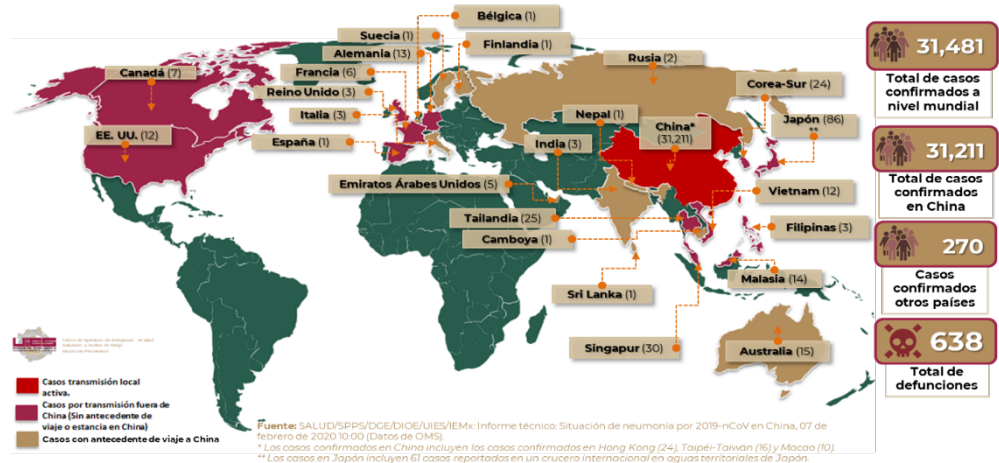 Bélgica (1)
Suecia (1)
Finlandia (1)
Alemania (13)
Rusia (2)
Canadá (7)
Francia (6)
Corea-Sur (24)
Reino Unido (3)
Nepal (1)
Japón (86)
**
Italia (3)
China*
(31,211)
EE. UU. (12)
España (1)
India (3)
Emiratos Árabes Unidos (5)
Vietnam (12)
Tailandia (25)
Filipinas (3)
Camboya (1)
Malasia (14)
Sri Lanka (1)
Singapur (30)
Australia (15)
31,481
Total de casos
confirmados a
nivel mundial
31,211
Total de casos
confirmados
en China
270
Casos
confirmados
otros países
638
Total de
defunciones
Casos transmisión local
activa.
Casos por transmisión fuera de
China (Sin antecedente de
viaje o estancia en China)
Casos con antecedente de viaje a China
Fuente: SALUD/SPPS/DGE/DIOE/UIES/IEMx: Informe técnico: Situación de neumonía por 2019-nCoV en China, 07 de
febrero de 2020 10:00 (Datos de OMS).
* Los casos confirmados en China incluyen los casos confirmados en Hong Kong (24), Taipéi-Taiwán (16) y Macao (10).
** Los casos en Japón incluyen 61 casos reportados en un crucero internacional en aguas territoriales de Japón.